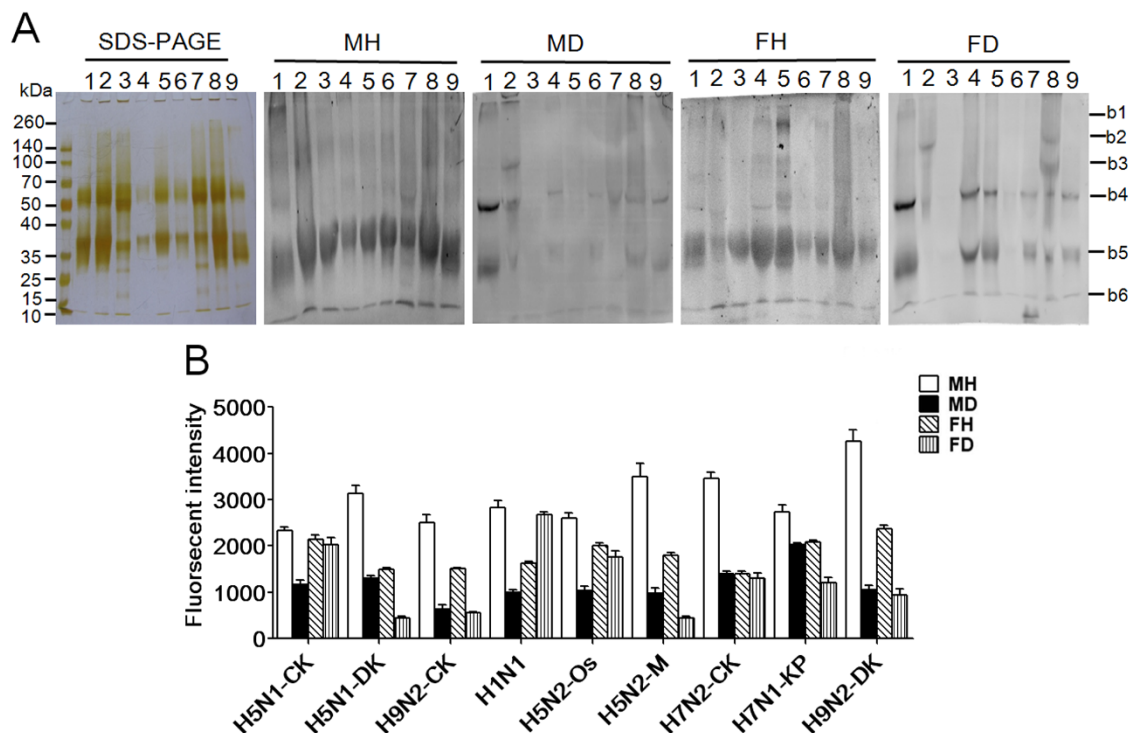 A
SDS-PAGE MH MD FH FD
kDa 1 2 3 4 5 6 7 8 9 1 2 3 4 5 6 7 8 9 1 2 3 4 5 6 7 8 9 1 2 3 4 5 6 7 8 9 1 2 3 4 5 6 7 8 9
260
140
100
70
50
40
35
25
15
10
b1
b2
b3
b4
b5
b6
B
MH
MD
FH
FD
Fluorsecent intensity
5000
4000
3000
2000
1000
0
H5N1-CK H5N1-DK H9N2-CK H1N1 H5N2-Os H5N2-M H7N2-CK H7N1-KP H9N2-DK